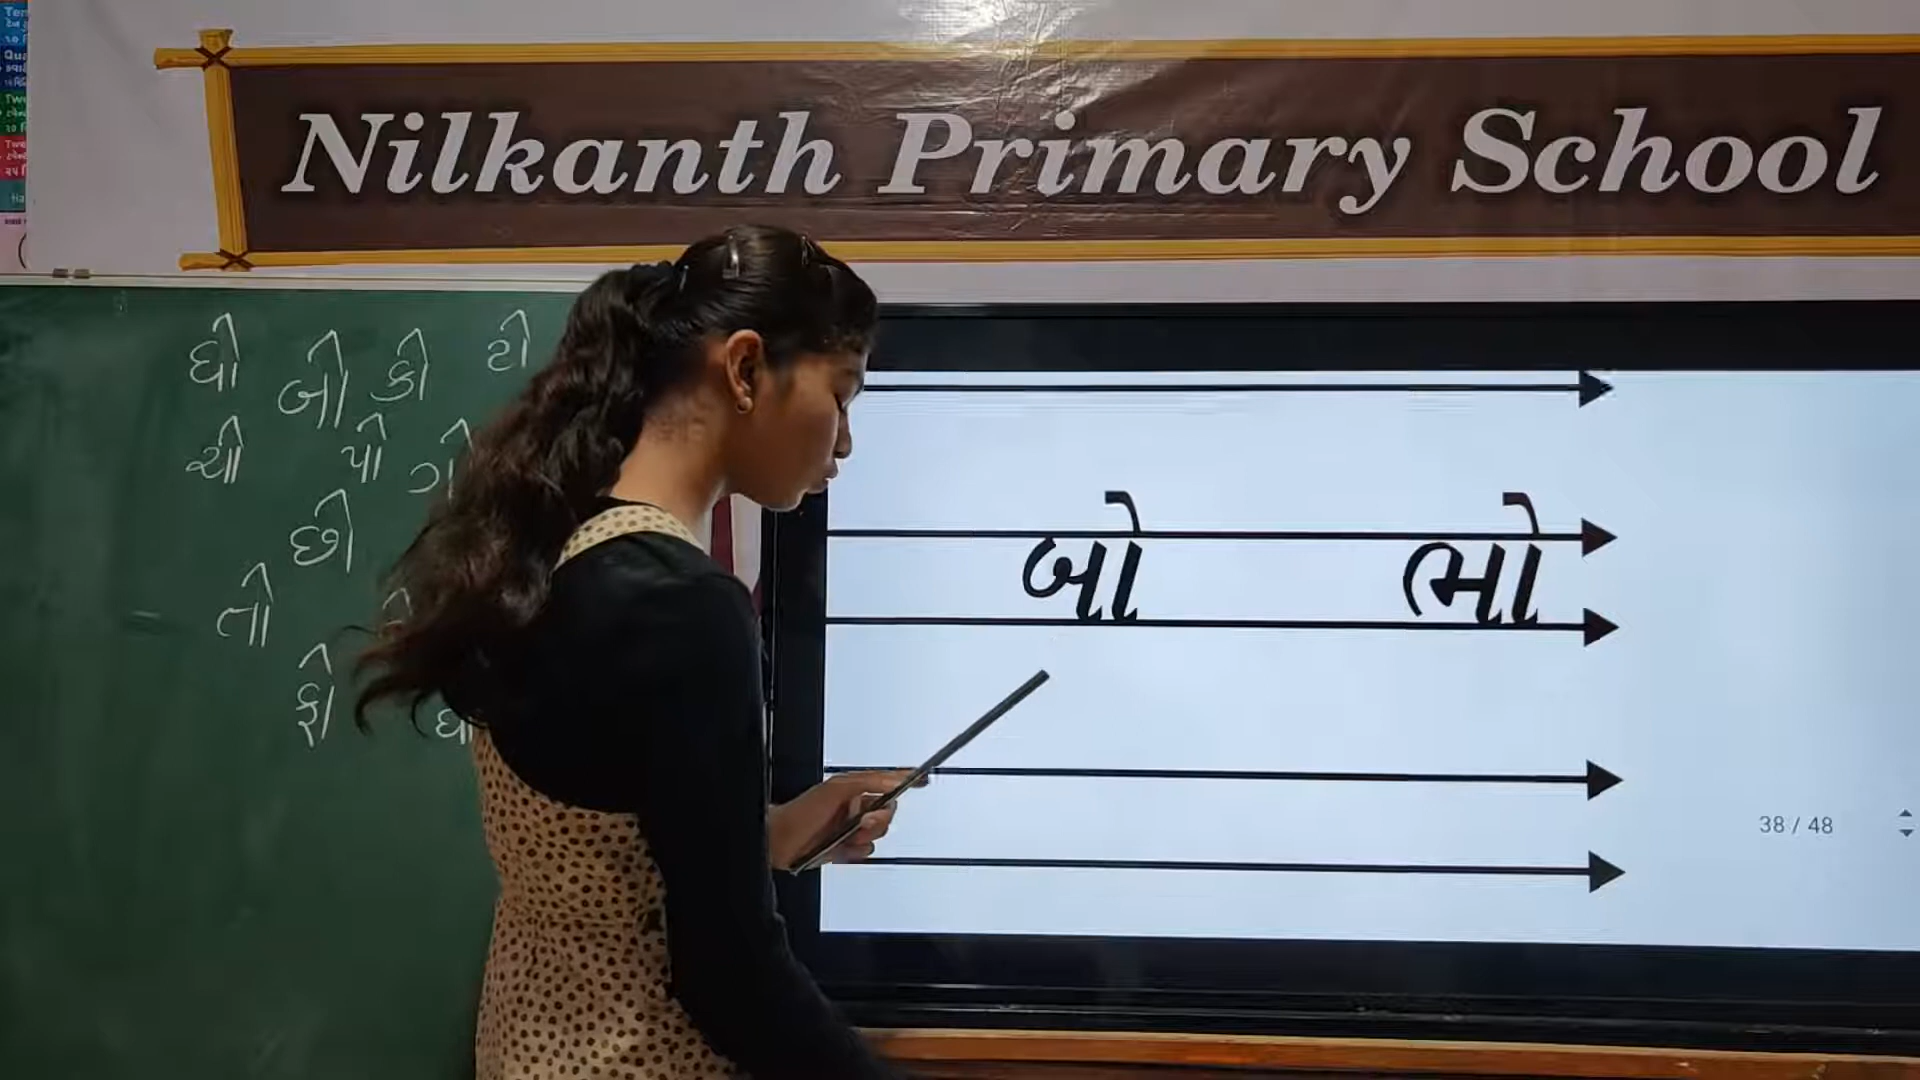 Nilkanth Primary School
ઘો બો કો ટો
ચો પો ગો
છો
તો
ફો
બો ભો
38 / 48